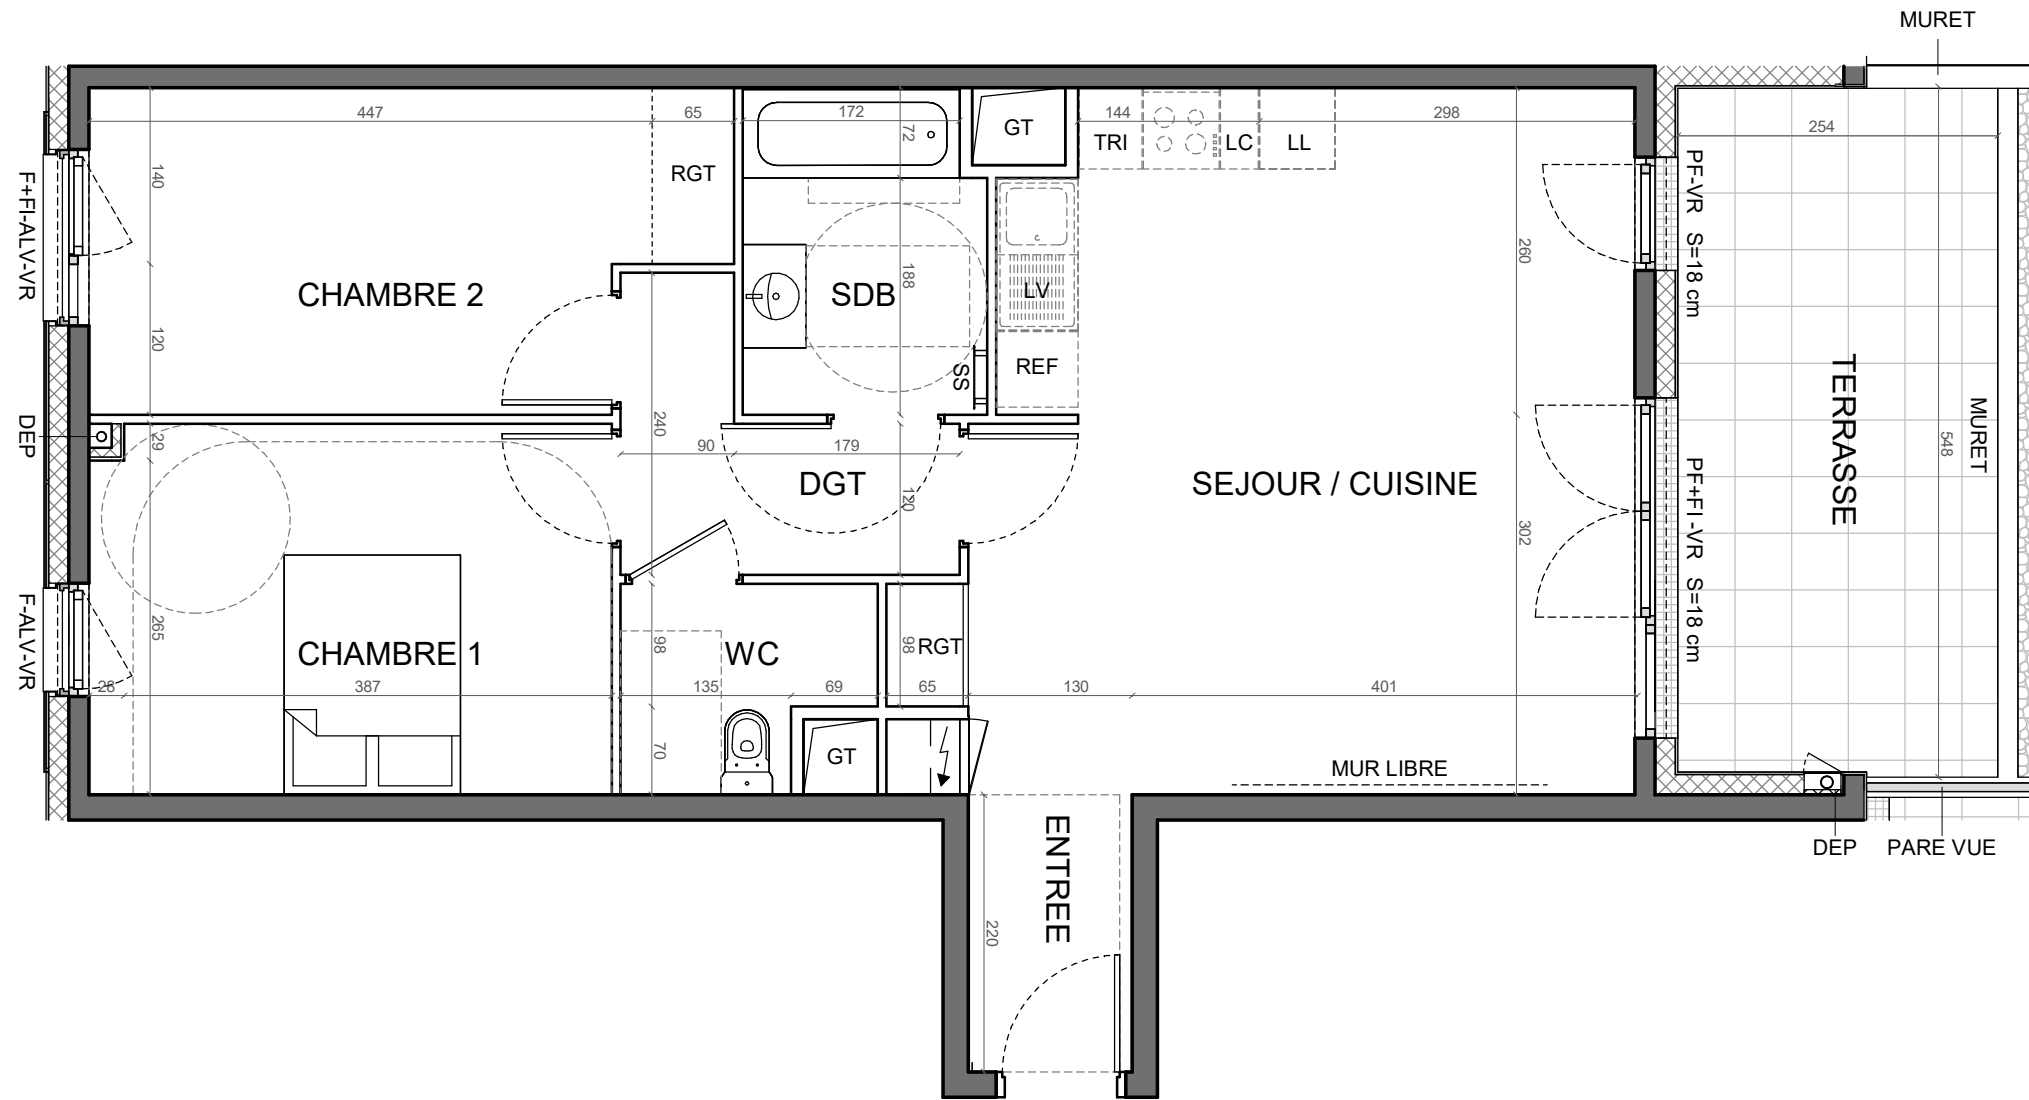 MURET
447
65
172
72
GT
144
TRI
LC
LL
298
254
RGT
140
F+FI-ALV-VR
PF-VR S=18 cm
CHAMBRE 2
SDB
188
LV
260
120
SS
REF
TERRASSE
MURET
548
DEP
29
240
90
179
DGT
120
SEJOUR / CUISINE
302
PF+FI-VR S=18 cm
F-ALV-VR
265
CHAMBRE 1
98
WC
98
RGT
28
387
135
69
65
130
401
70
GT
MUR LIBRE
ENTREE
DEP
PARE VUE
220